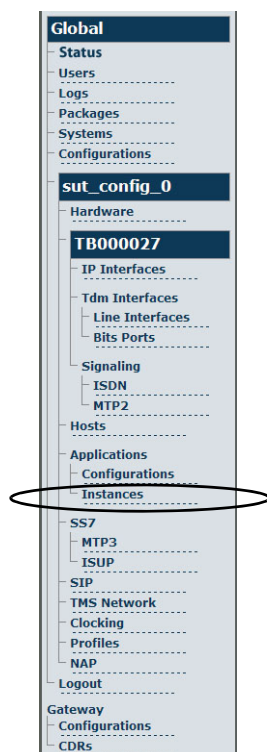 Global
Status
Users
Logs
Packages
Systems
Configurations
sut_config_0
Hardware
TB000027
IP Interfaces
Tdm Interfaces
Line Interfaces
Bits Ports
Signaling
ISDN
MTP2
Hosts
Applications
Configurations
Instances
SS7
MTP3
ISUP
SIP
TMS Network
Clocking
Profiles
NAP
Logout
Gateway
Configurations
CDRs